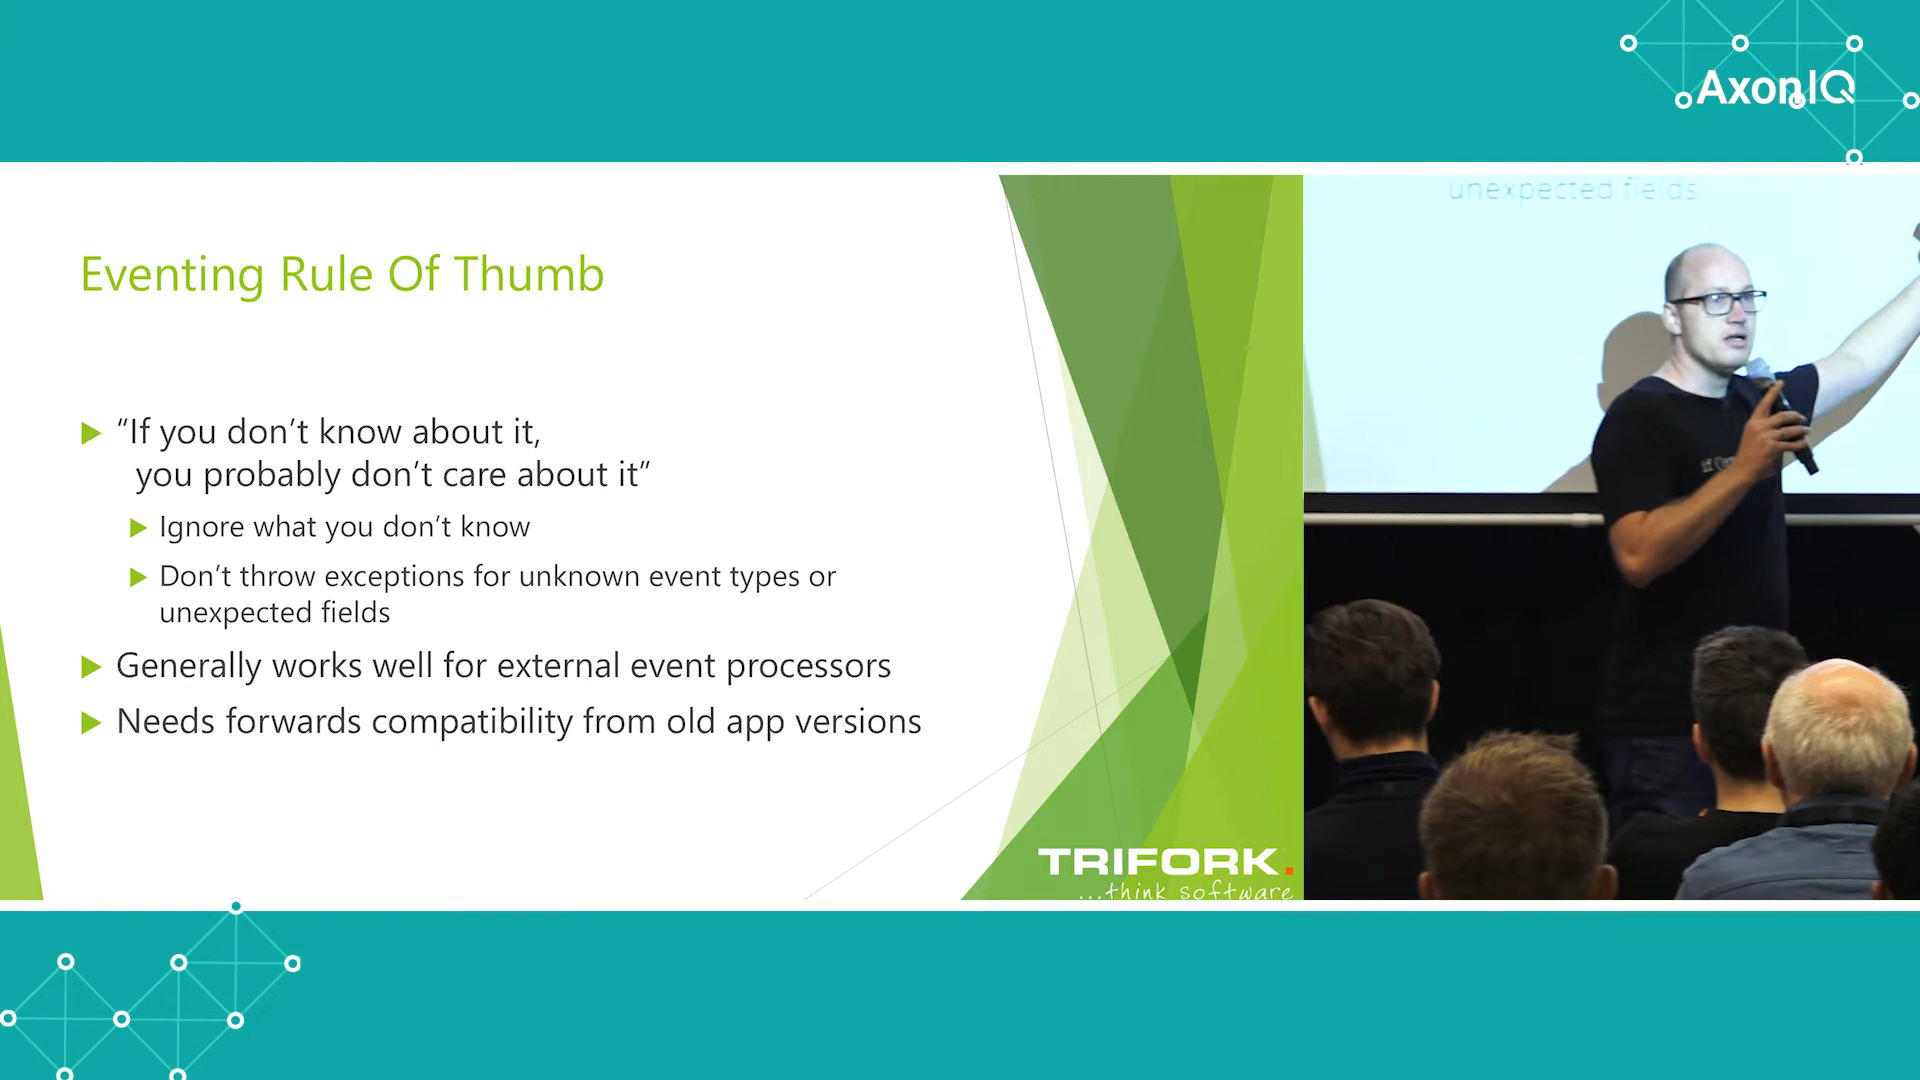 AxonIQ
Eventing Rule Of Thumb
“If you don’t know about it,
you probably don’t care about it”
Ignore what you don’t know
Don’t throw exceptions for unknown event types or
unexpected fields
Generally works well for external event processors
Needs forwards compatibility from old app versions
TRIFORK.
...think software
unexpected fields